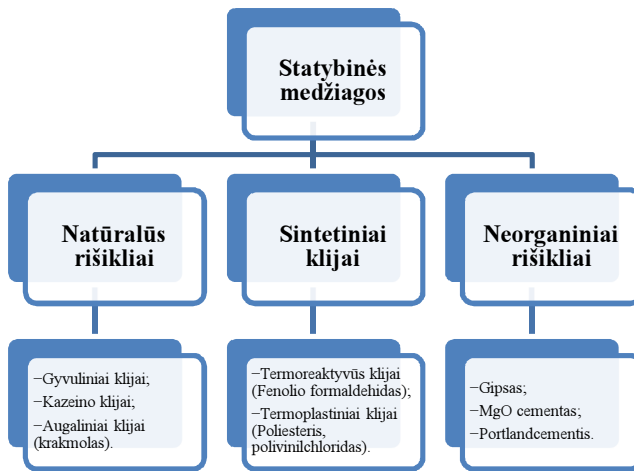 Statybinės
medžiagos
Natūralūs
rišikliai
Sintetiniai
klijai
Neorganiniai
rišikliai
−Gyvuliniai klijai;
−Kazeino klijai;
−Augaliniai klijai
(krakmolas).
−Termoreaktyvūs klijai
(Fenolio formaldehidas);
−Termoplastiniai klijai
(Poliesteris,
polivinilchloridas).
−Gipsas;
−MgO cementas;
−Portlandcementis.